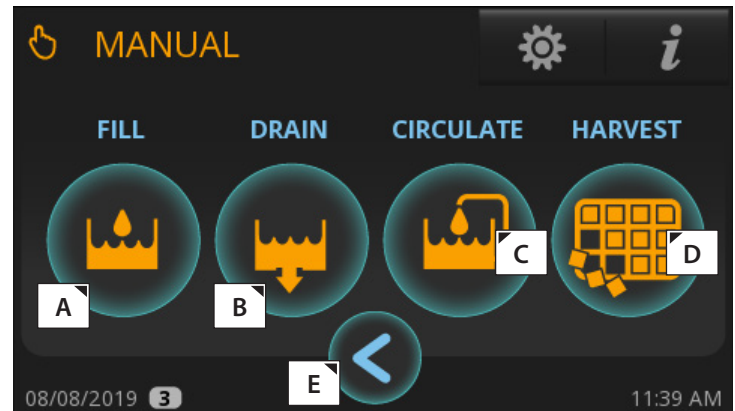 MANUAL i
FILL DRAIN CIRCULATE HARVEST
A B C D
E
08/08/2019 3 11:39 AM